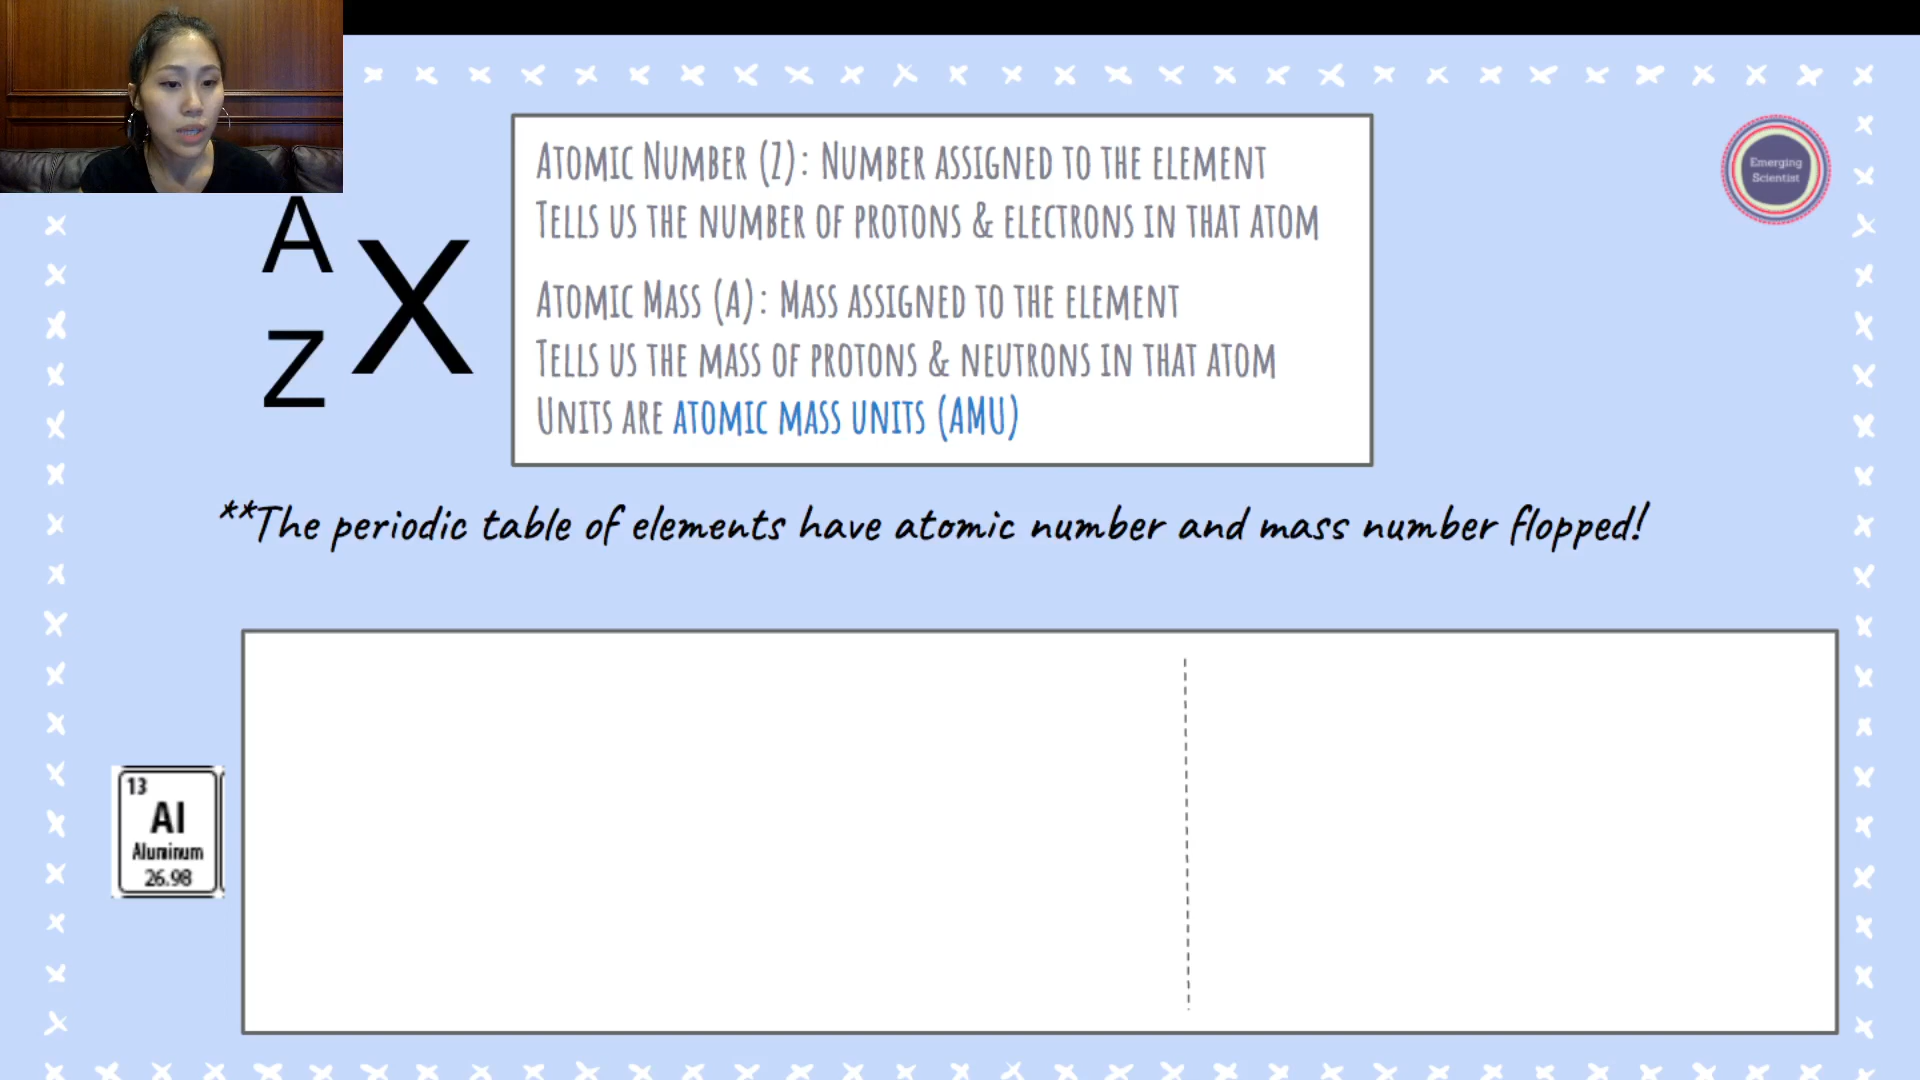 A
Z
X
ATOMIC NUMBER (Z): NUMBER ASSIGNED TO THE ELEMENT
TELLS US THE NUMBER OF PROTONS & ELECTRONS IN THAT ATOM
ATOMIC MASS (A): MASS ASSIGNED TO THE ELEMENT
TELLS US THE MASS OF PROTONS & NEUTRONS IN THAT ATOM
UNITS ARE ATOMIC MASS UNITS (AMU)
Emerging
Scientist
**The periodic table of elements have atomic number and mass number flopped!
13
Al
Aluminum
26.98